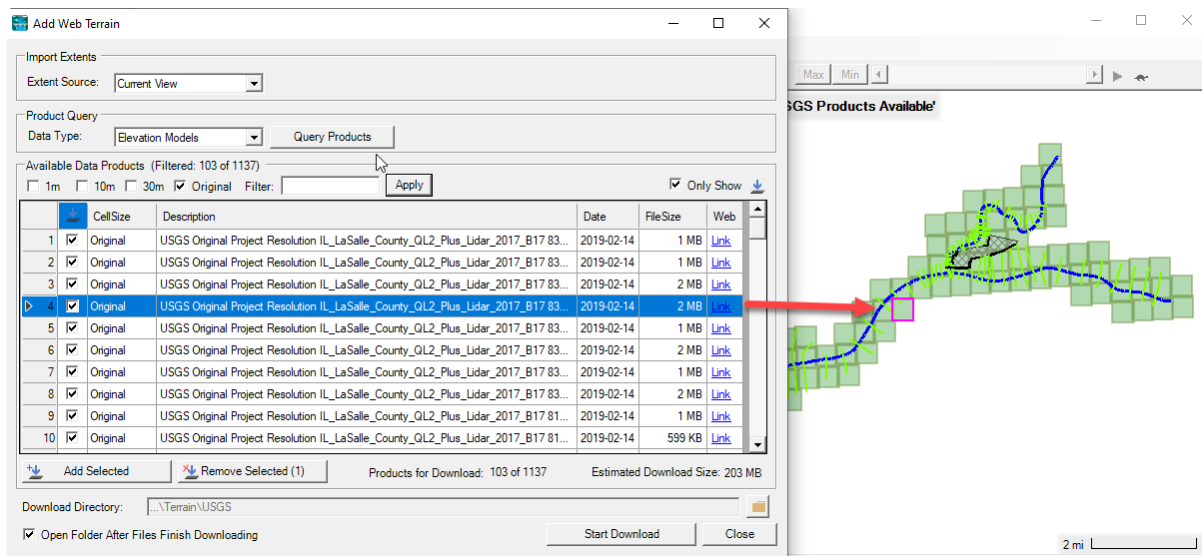 Add Web Terrain
Import Extents
Extent Source: Current View
Product Query
Data Type: Elevation Models Query Products
Available Data Products (Filtered: 103 of 1137)
1m 10m 30m Original Filter: Apply Only Show
CellSize Description Date FileSize Web
1 Original USGS Original Project Resolution IL_LaSalle_County_QL2_Plus_Lidar_2017_B17 83... 2019-02-14 1 MB Link
2 Original USGS Original Project Resolution IL_LaSalle_County_QL2_Plus_Lidar_2017_B17 83... 2019-02-14 1 MB Link
3 Original USGS Original Project Resolution IL_LaSalle_County_QL2_Plus_Lidar_2017_B17 83... 2019-02-14 2 MB Link
4 Original USGS Original Project Resolution IL_LaSalle_County_QL2_Plus_Lidar_2017_B17 83... 2019-02-14 2 MB Link
5 Original USGS Original Project Resolution IL_LaSalle_County_QL2_Plus_Lidar_2017_B17 83... 2019-02-14 1 MB Link
6 Original USGS Original Project Resolution IL_LaSalle_County_QL2_Plus_Lidar_2017_B17 83... 2019-02-14 2 MB Link
7 Original USGS Original Project Resolution IL_LaSalle_County_QL2_Plus_Lidar_2017_B17 83... 2019-02-14 1 MB Link
8 Original USGS Original Project Resolution IL_LaSalle_County_QL2_Plus_Lidar_2017_B17 83... 2019-02-14 2 MB Link
9 Original USGS Original Project Resolution IL_LaSalle_County_QL2_Plus_Lidar_2017_B17 81... 2019-02-14 1 MB Link
10 Original USGS Original Project Resolution IL_LaSalle_County_QL2_Plus_Lidar_2017_B17 81... 2019-02-14 599 KB Link
Add Selected Remove Selected (1) Products for Download: 103 of 1137 Estimated Download Size: 203 MB
Download Directory: ...\Terrain\USGS
Open Folder After Files Finish Downloading Start Download Close
Max Min
SGS Products Available'
2 mi